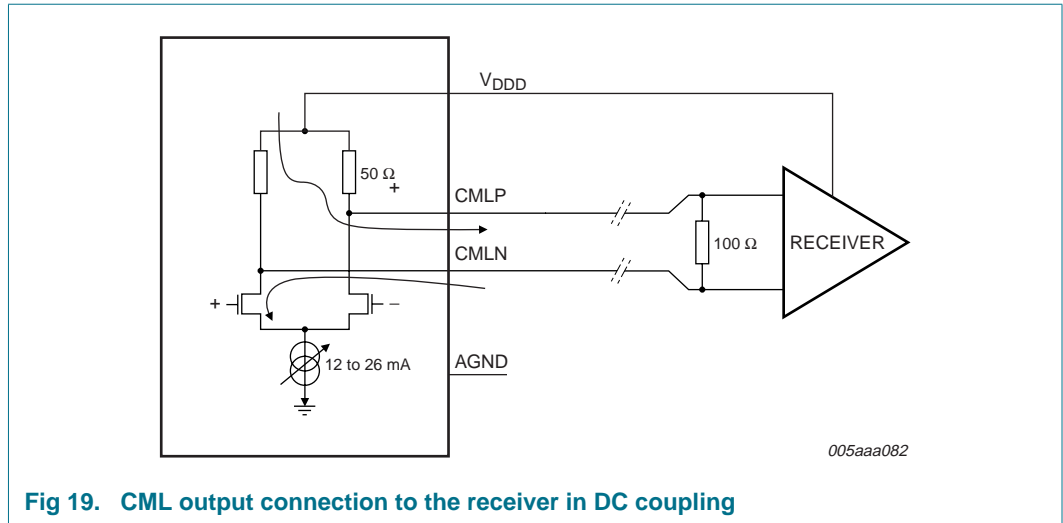 VDDD
50 Ω
+
CMLP
CMLN
100 Ω
RECEIVER
+
−
12 to 26 mA
AGND
005aaa082
Fig 19. CML output connection to the receiver in DC coupling